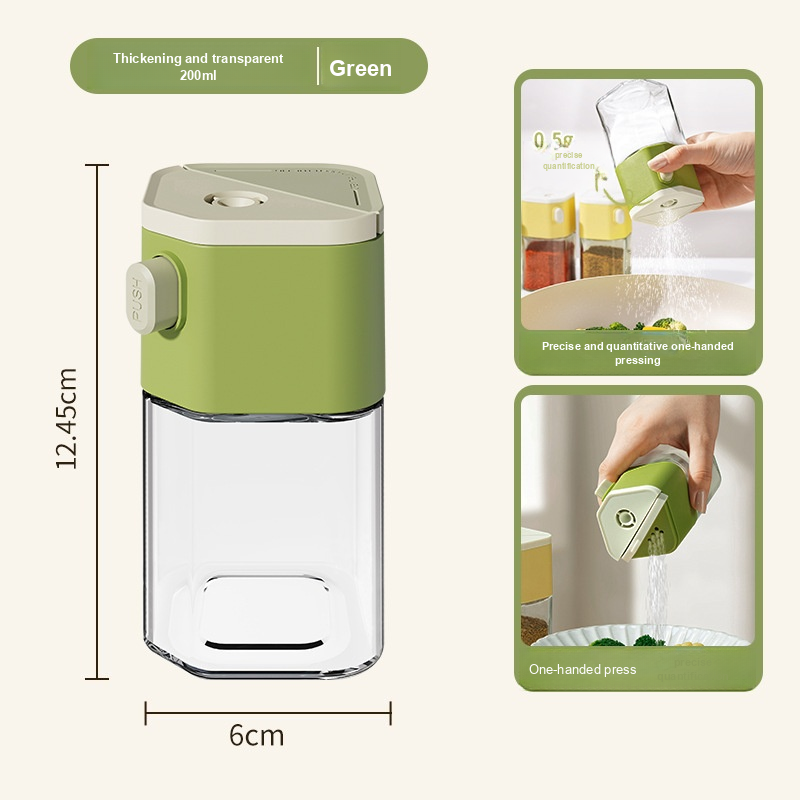 Thickening and transparent
200ml
Green
0.5g
precise
quantification
PUSH
12.45cm
6cm
Precise and quantitative one-handed
pressing
One-handed press